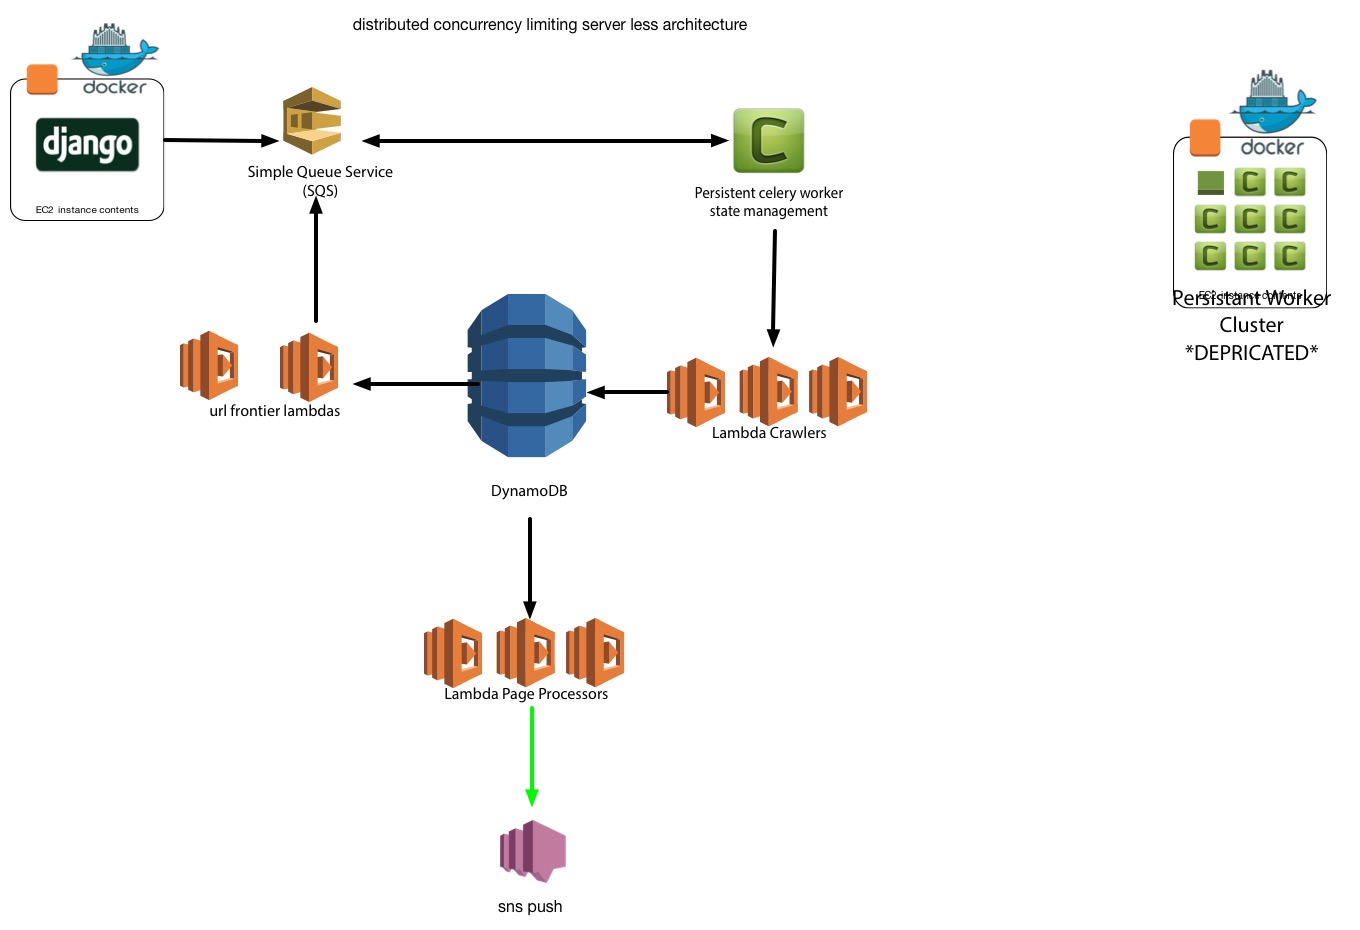 distributed concurrency limiting server less architecture
docker
django
EC2 instance contents
Simple Queue Service
(SQS)
C
Persistent celery worker
state management
docker
C C
C C C
C C C
EC2 instance contents
Persistant Worker
Cluster
*DEPRICATED*
url frontier lambdas
Lambda Crawlers
DynamoDB
Lambda Page Processors
sns push